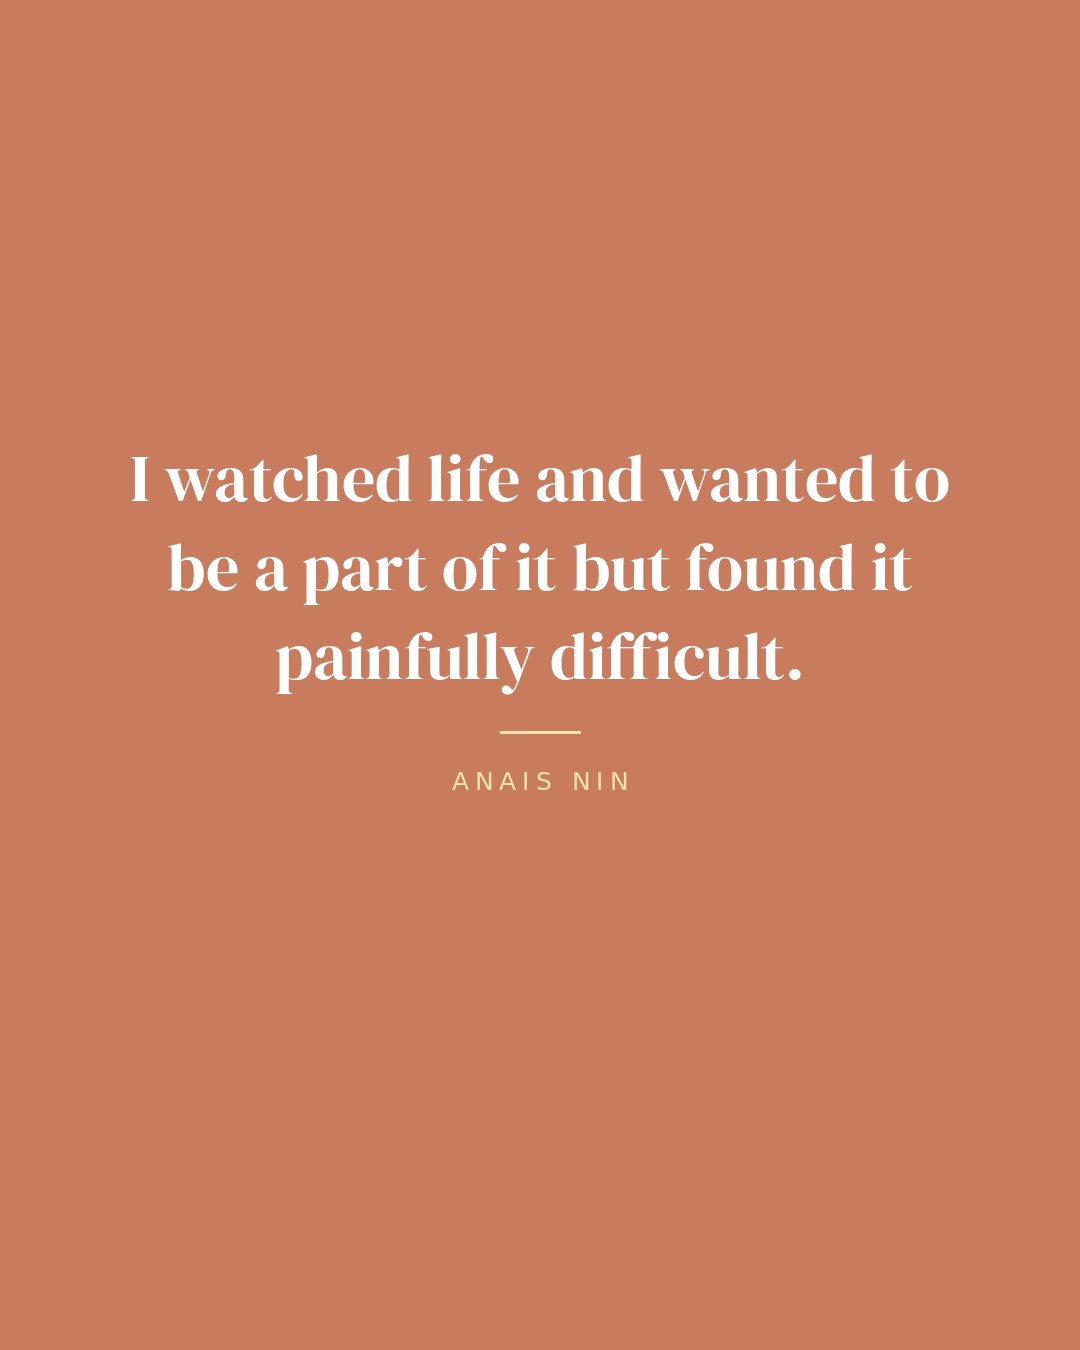 I watched life and wanted to
be a part of it but found it
painfully difficult.
ANAIS NIN